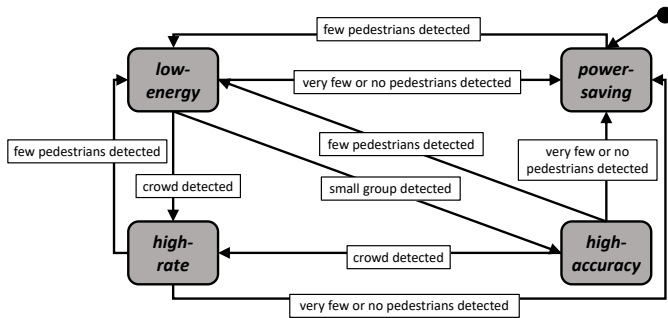 few pedestrians detected
low-
energy
very few or no pedestrians detected
power-
saving
few pedestrians detected
few pedestrians detected
very few or no
pedestrians detected
crowd detected
small group detected
high-
rate
crowd detected
high-
accuracy
very few or no pedestrians detected